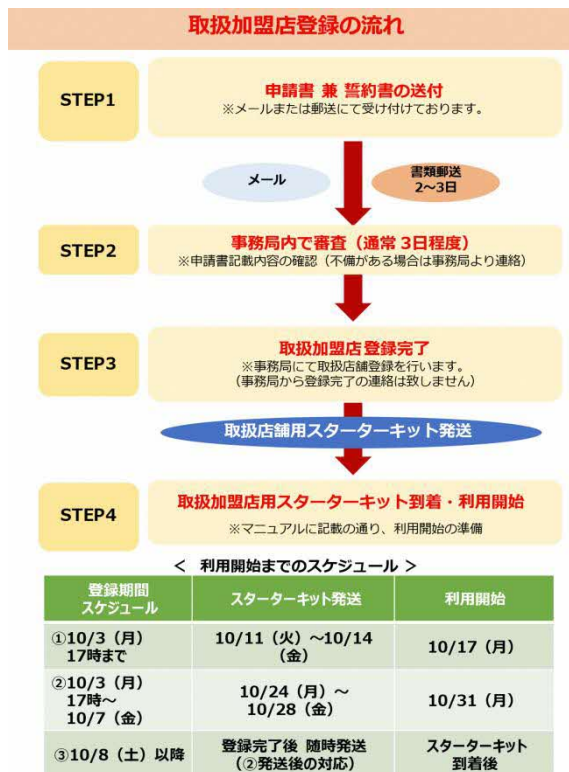 取扱加盟店登録の流れ
STEP1
申請書 兼 誓約書の送付
※メールまたは郵送にて受け付けております。
メール
書類郵送
2～3日
STEP2
事務局内で審査（通常 3日程度）
※申請書記載内容の確認（不備がある場合は事務局より連絡）
STEP3
取扱加盟店登録完了
※事務局にて取扱店舗登録を行います。
（事務局から登録完了の連絡は致しません）
取扱店舗用スターターキット発送
STEP4
取扱加盟店用スターターキット到着・利用開始
※マニュアルに記載の通り、利用開始の準備
＜ 利用開始までのスケジュール ＞
登録期間
スケジュール
スターターキット発送
利用開始
①10/3（月）
17時まで
10/11（火）～10/14
（金）
10/17（月）
②10/3（月）
17時～
10/7（金）
10/24（月）～
10/28（金）
10/31（月）
③10/8（土）以降
登録完了後 随時発送
（②発送後の対応）
スターターキット
到着後